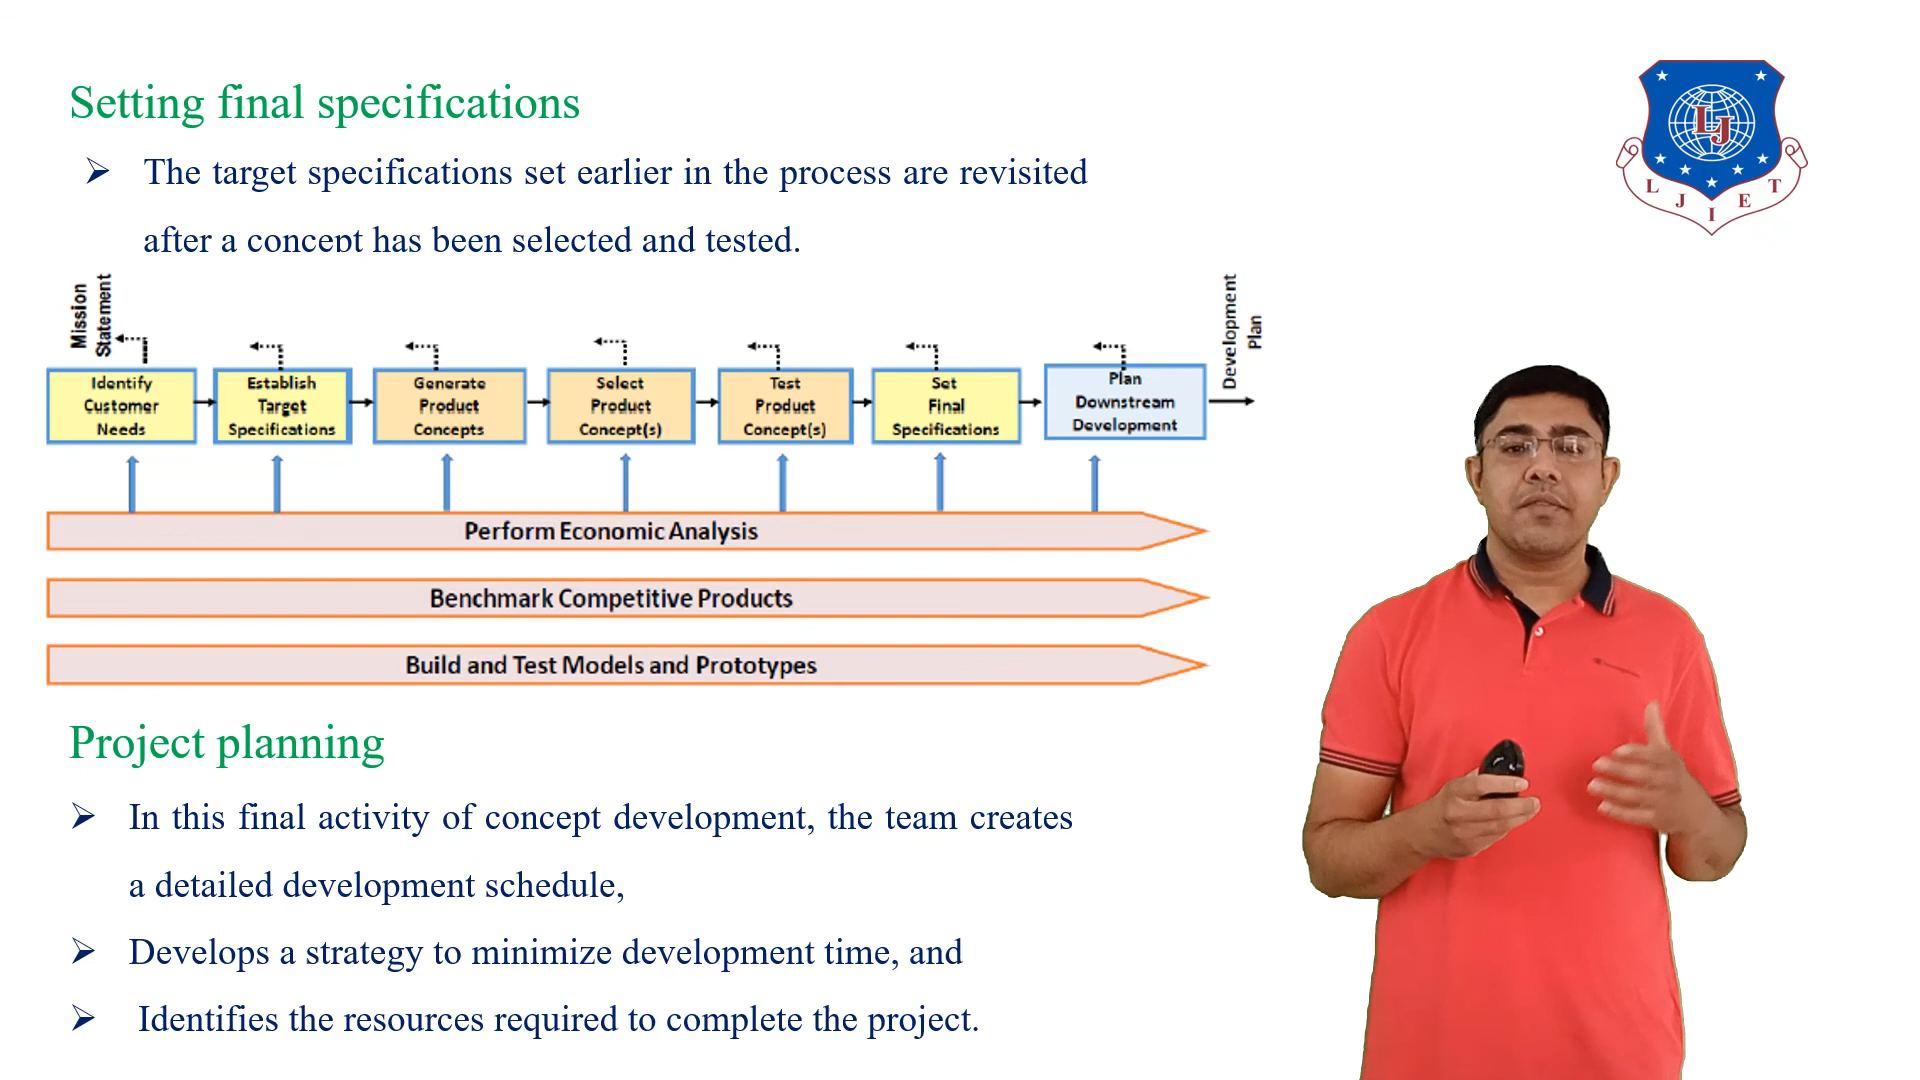 Setting final specifications
The target specifications set earlier in the process are revisited
after a concept has been selected and tested.
Mission
Statement
Development
Plan
Identify
Customer
Needs
Establish
Target
Specifications
Generate
Product
Concepts
Select
Product
Concept(s)
Test
Product
Concept(s)
Set
Final
Specifications
Plan
Downstream
Development
Perform Economic Analysis
Benchmark Competitive Products
Build and Test Models and Prototypes
Project planning
In this final activity of concept development, the team creates
a detailed development schedule,
Develops a strategy to minimize development time, and
Identifies the resources required to complete the project.
LJ
L J I E T